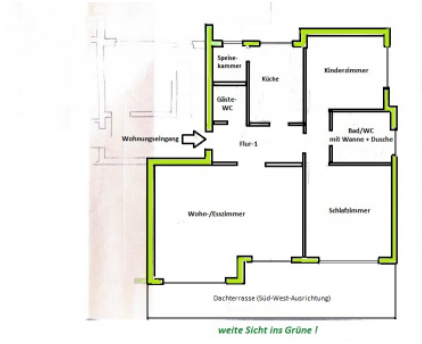 Speise-
kammer
Küche
Kinderzimmer
Gäste-
WC
Wohnungseingang
Flur-1
Bad/WC
mit Wanne + Dusche
Wohn-/Esszimmer
Schlafzimmer
Dachterrasse (Süd-West-Ausrichtung)
weite Sicht ins Grüne !